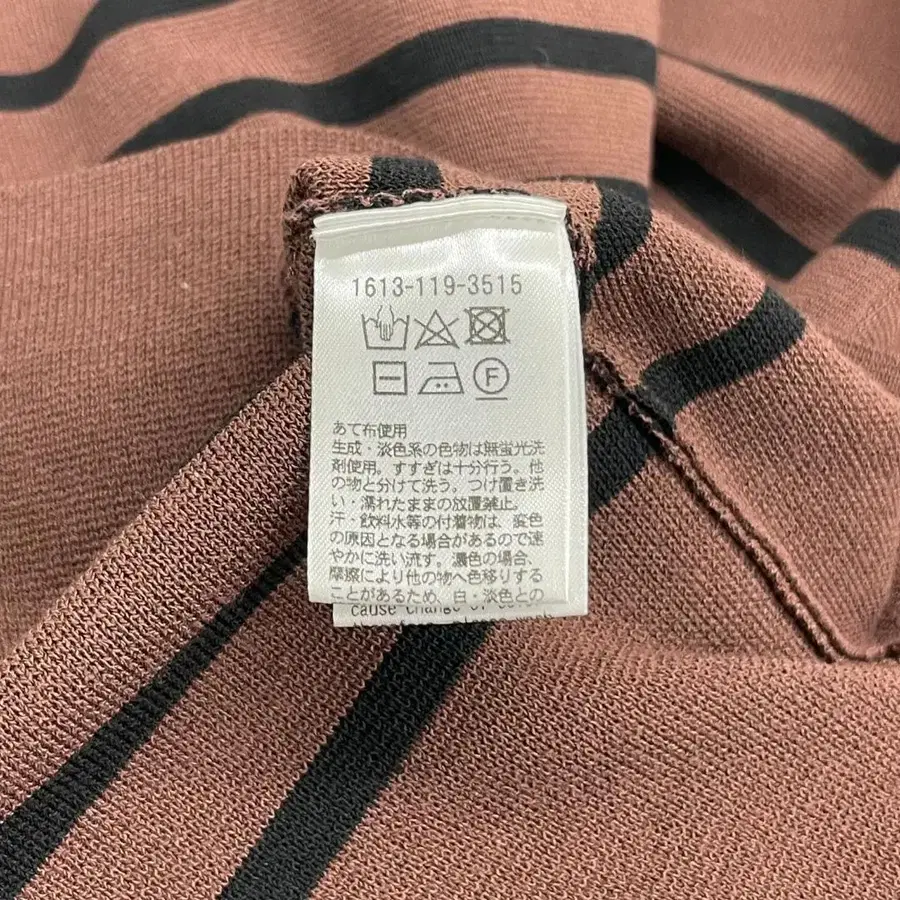 1613-119-3515
F
あて布使用
生成・淡色系の色物は無蛍光洗
剤使用。すすぎは十分行う。他
の物と分けて洗う。つけ置き洗
い・濡れたままの放置禁止。
汗・飲料水等の付着物は、変色
の原因となる場合があるので速
やかに洗い流す。濃色の場合、
摩擦により他の物へ色移りする
ことがあるため、白・淡色との
cause change of